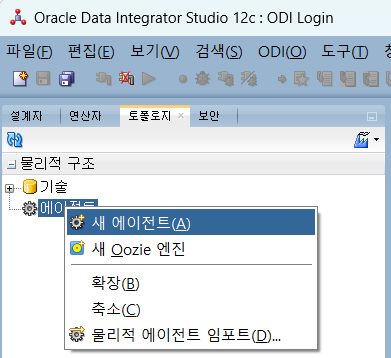 Oracle Data Integrator Studio 12c : ODI Login
파일(F) 편집(E) 보기(V) 검색(S) ODI(O) 도구(T)
설계자 연산자 토폴로지 보안
물리적 구조
기술
에이전트
새 에이전트(A)
새 Oozie 엔진
확장(B)
축소(C)
물리적 에이전트 임포트(D)...